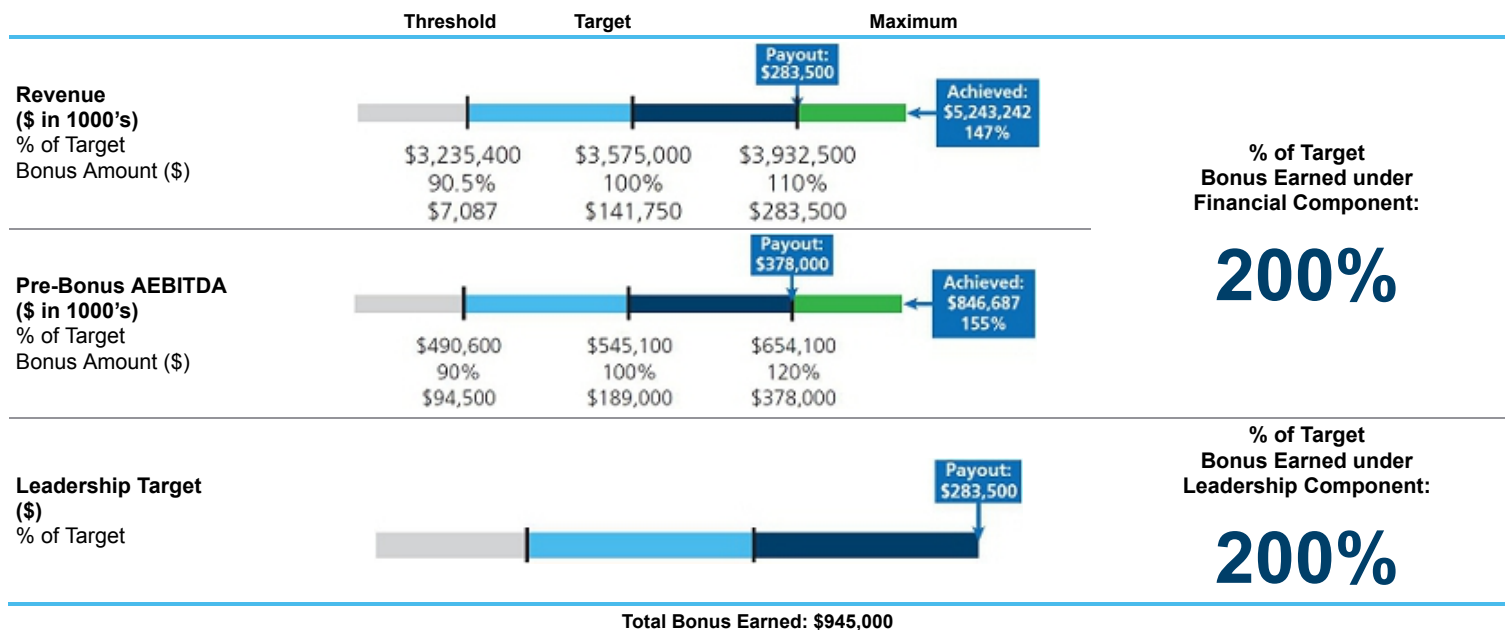 Threshold Target Maximum
Revenue
($ in 1000’s)
% of Target
Bonus Amount ($)
Payout:
$283,500
Achieved:
$5,243,242
147%
$3,235,400 $3,575,000 $3,932,500
90.5% 100% 110%
$7,087 $141,750 $283,500
% of Target
Bonus Earned under
Financial Component:
200%
Pre-Bonus AEBITDA
($ in 1000’s)
% of Target
Bonus Amount ($)
Payout:
$378,000
Achieved:
$846,687
155%
$490,600 $545,100 $654,100
90% 100% 120%
$94,500 $189,000 $378,000
Leadership Target
($)
% of Target
Payout:
$283,500
% of Target
Bonus Earned under
Leadership Component:
200%
Total Bonus Earned: $945,000